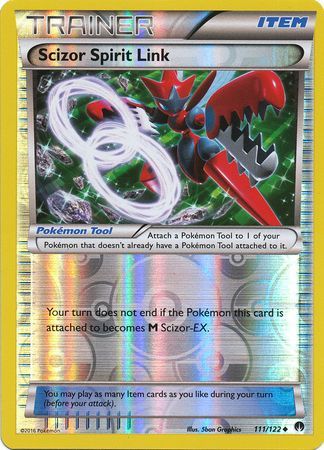 TRAINER
ITEM
Scizor Spirit Link
Pokémon Tool
Attach a Pokémon Tool to 1 of your
Pokémon that doesn't already have a Pokémon Tool attached to it.
Your turn does not end if the Pokémon this card is
attached to becomes M Scizor-EX.
You may play as many Item cards as you like during your turn
(before your attack).
©2016 Pokémon
Illus. 5ban Graphics
111/122